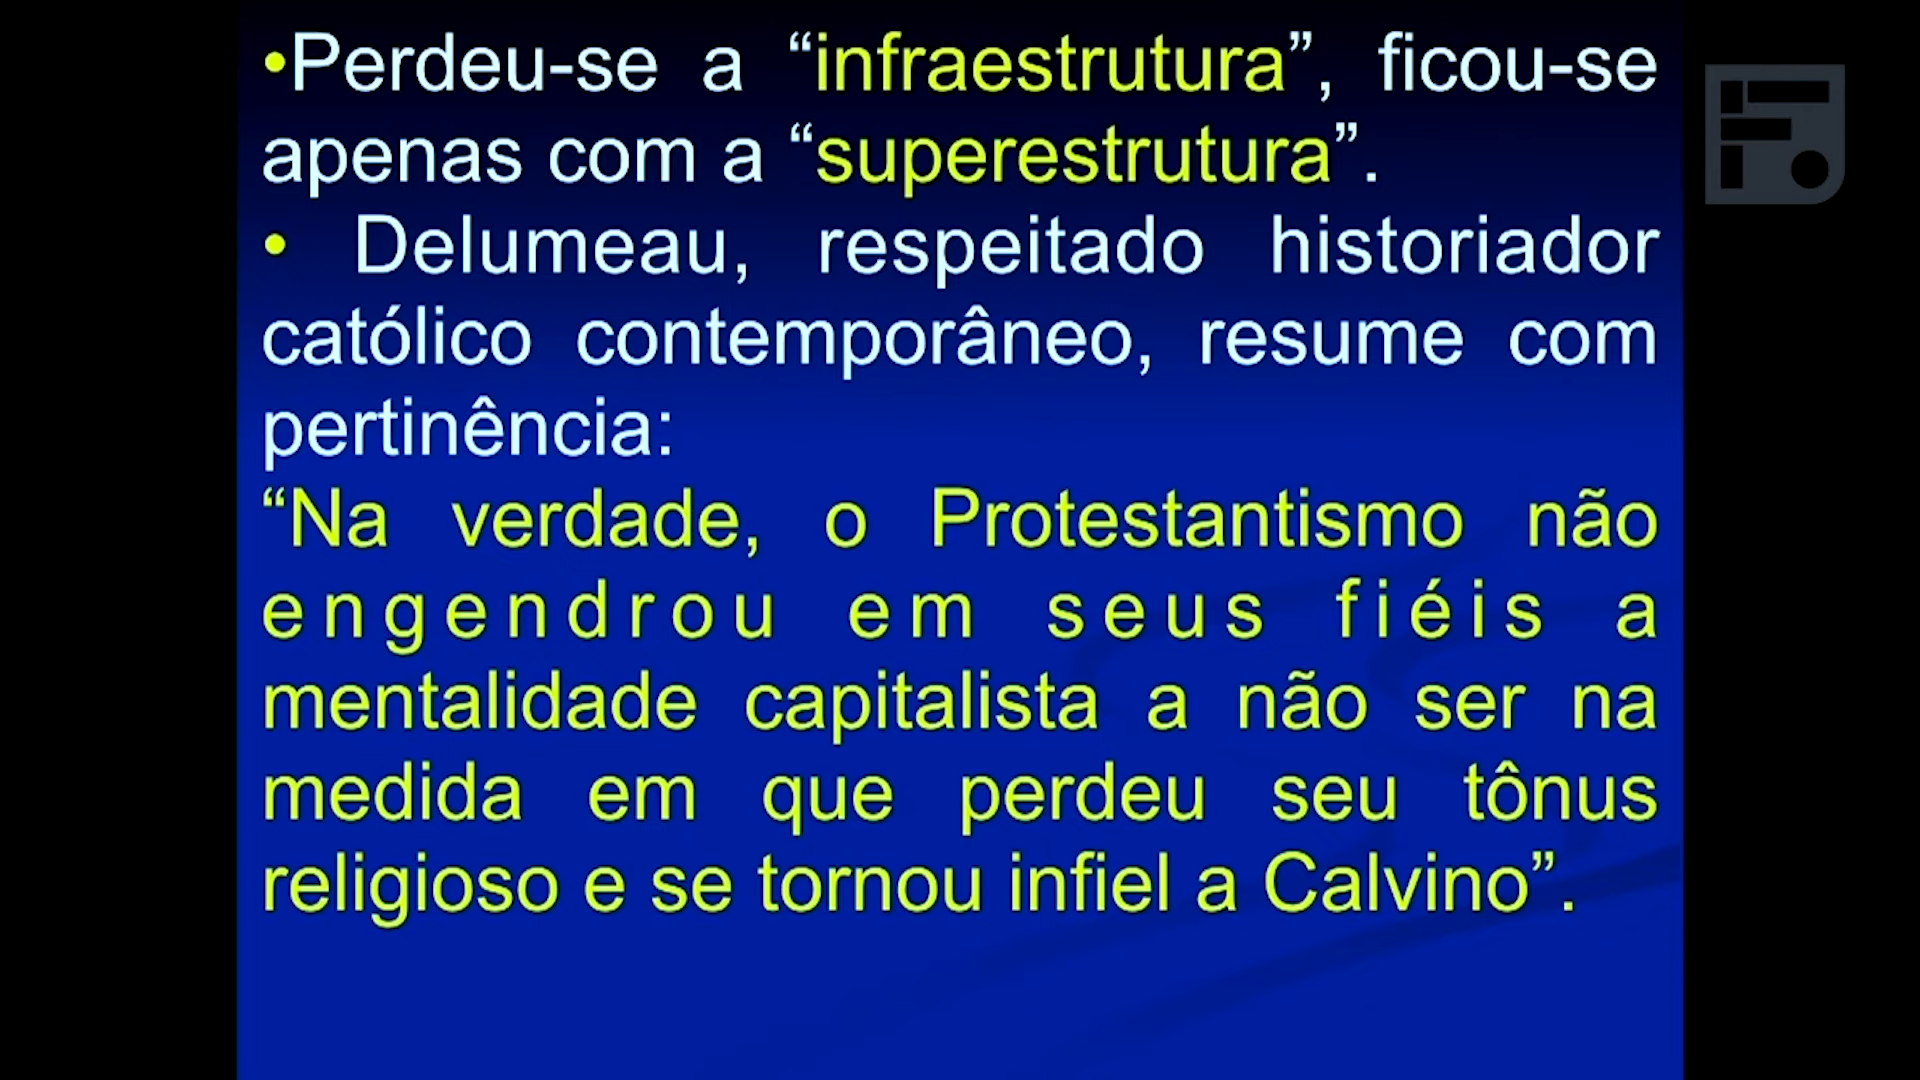 •Perdeu-se a “infraestrutura”, ficou-se
apenas com a “superestrutura”.
• Delumeau, respeitado historiador
católico contemporâneo, resume com
pertinência:
“Na verdade, o Protestantismo não
engendrou em seus fiéis a
mentalidade capitalista a não ser na
medida em que perdeu seu tônus
religioso e se tornou infiel a Calvino”.